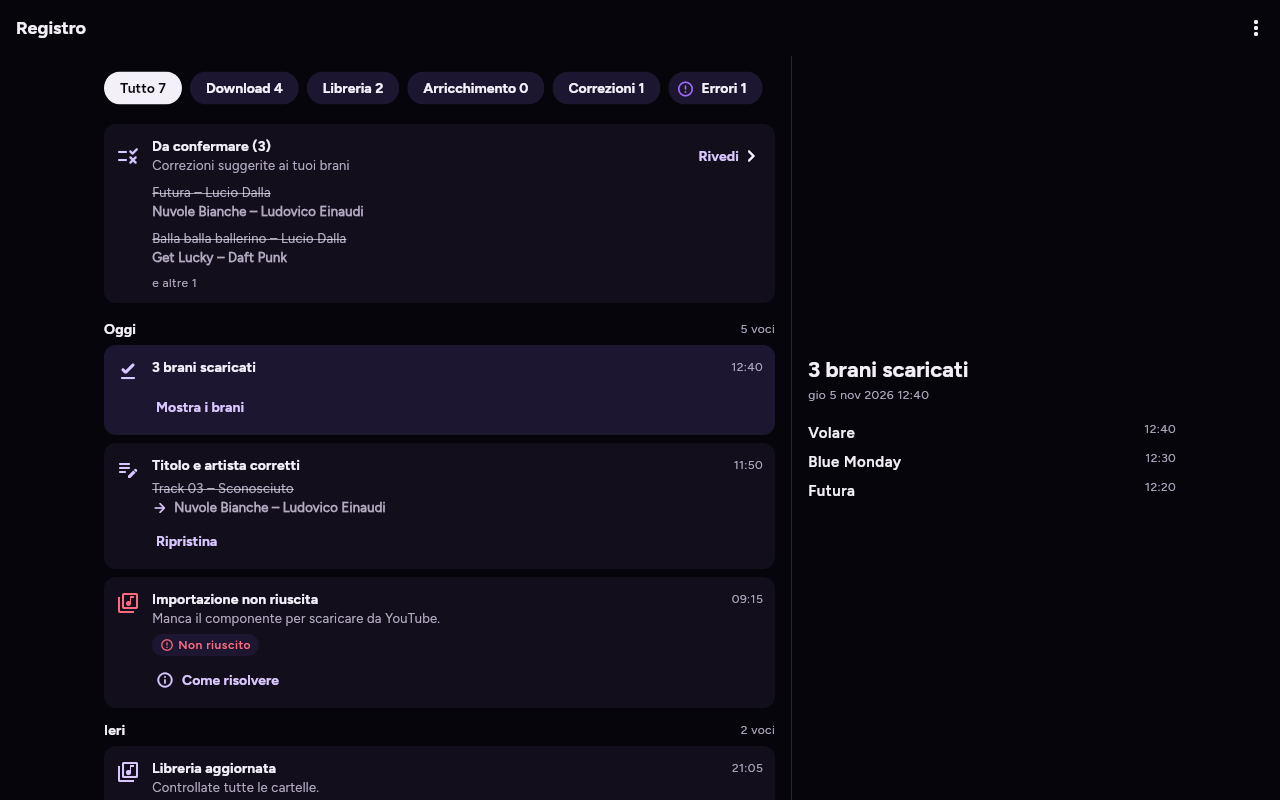 Registro
Tutto 7
Download 4
Libreria 2
Arricchimento 0
Correzioni 1
Errori 1
Da confermare (3)
Correzioni suggerite ai tuoi brani
Rivedi
Futura – Lucio Dalla
Nuvole Bianche – Ludovico Einaudi
Balla balla ballerino – Lucio Dalla
Get Lucky – Daft Punk
e altre 1
Oggi
5 voci
3 brani scaricati
12:40
Mostra i brani
Titolo e artista corretti
11:50
Track 03 – Sconosciuto
Nuvole Bianche – Ludovico Einaudi
Ripristina
Importazione non riuscita
09:15
Manca il componente per scaricare da YouTube.
Non riuscito
Come risolvere
Ieri
2 voci
Libreria aggiornata
21:05
Controllate tutte le cartelle.
3 brani scaricati
gio 5 nov 2026 12:40
Volare
12:40
Blue Monday
12:30
Futura
12:20